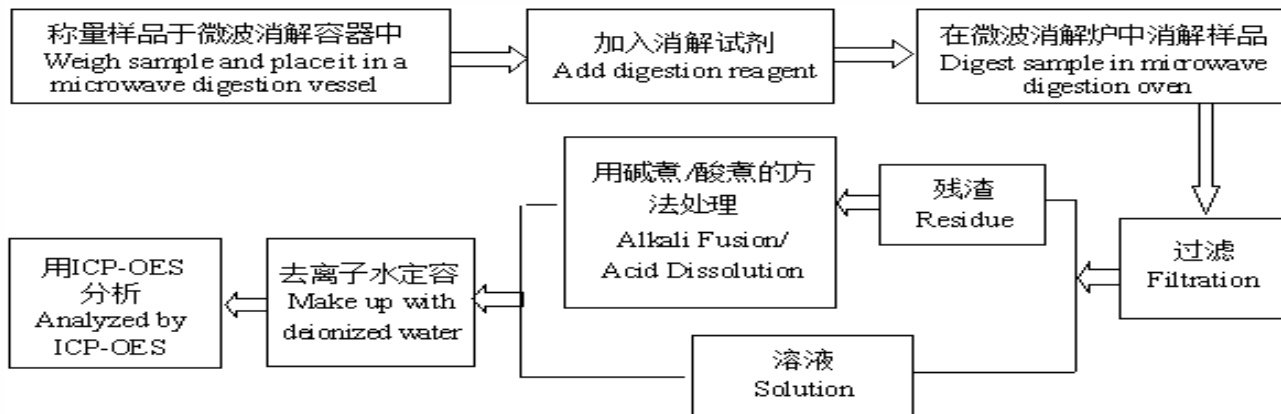 称量样品于微波消解容器中
Weigh sample and place it in a
microwave digestion vessel
加入消解试剂
Add digestion reagent
在微波消解炉中消解样品
Digest sample in microwave
digestion oven
过滤
Filtration
残渣
Residue
用碱煮/酸煮的方
法处理
Alkali Fusion/
Acid Dissolution
溶液
Solution
去离子水定容
Make up with
deionized water
用ICP-OES
分析
Analyzed by
ICP-OES